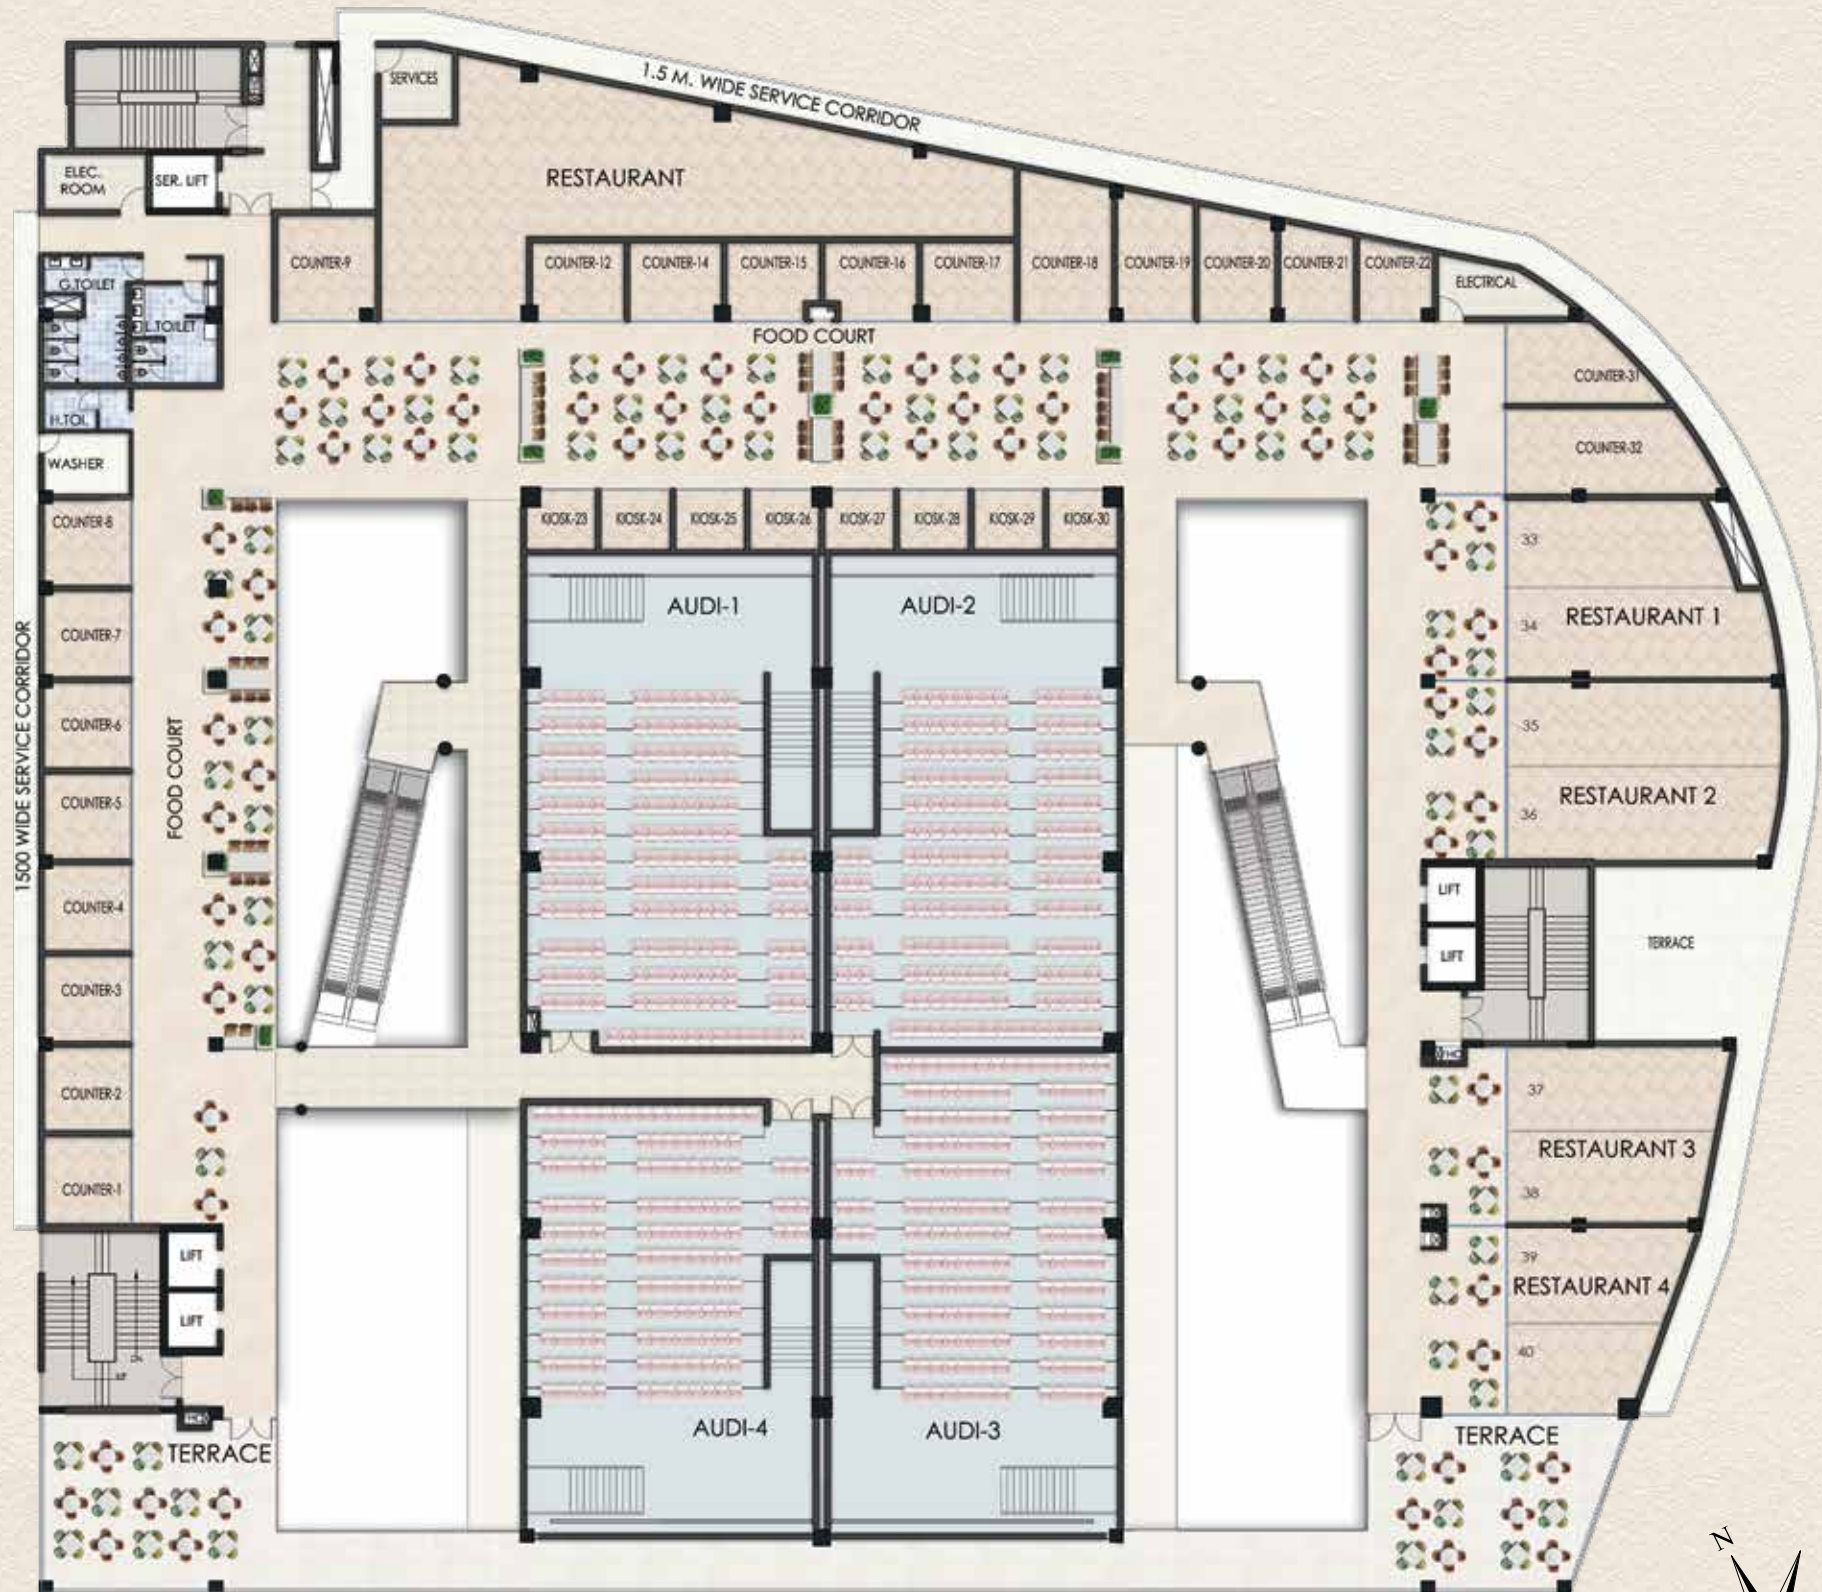 1.5 M. WIDE SERVICE CORRIDOR
SERVICES
ELEC.
ROOM
SER. LIFT
RESTAURANT
COUNTER-9
COUNTER-12
COUNTER-14
COUNTER-15
COUNTER-16
COUNTER-17
COUNTER-18
COUNTER-19
COUNTER-20
COUNTER-21
COUNTER-22
ELECTRICAL
G.TOILET
L.TOILET
FOOD COURT
COUNTER-31
H.TOI.
COUNTER-32
WASHER
COUNTER-8
KIOSK-23
KIOSK-24
KIOSK-25
KIOSK-26
KIOSK-27
KIOSK-28
KIOSK-29
KIOSK-30
33
AUDI-1
AUDI-2
34
RESTAURANT 1
COUNTER-7
1500 WIDE SERVICE CORRIDOR
COUNTER-6
FOOD COURT
35
COUNTER-5
RESTAURANT 2
36
COUNTER-4
LIFT
LIFT
TERRACE
COUNTER-3
COUNTER-2
37
RESTAURANT 3
COUNTER-1
38
LIFT
39
RESTAURANT 4
LIFT
40
AUDI-4
AUDI-3
TERRACE
TERRACE
N